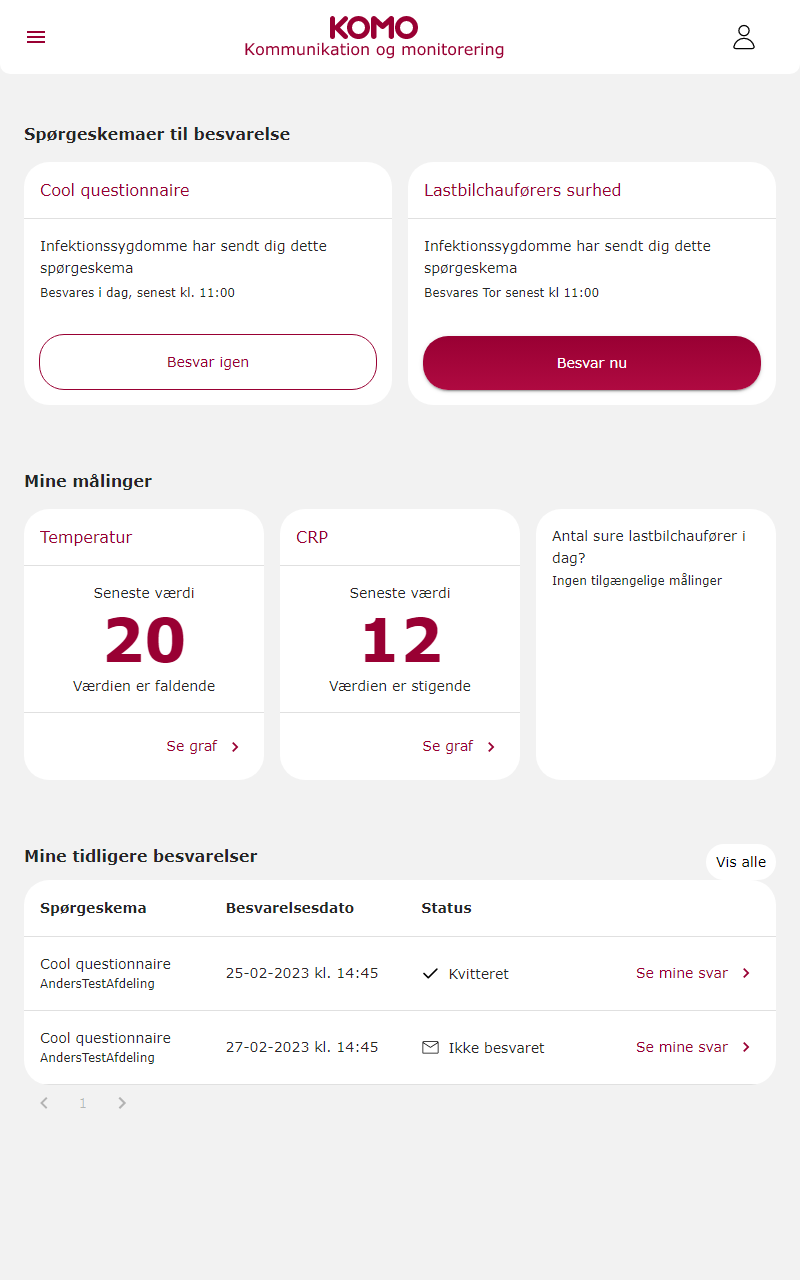 KOMO
Kommunikation og monitorering
Spørgeskemaer til besvarelse
Cool questionnaire
Infektionssygdomme har sendt dig dette
spørgeskema
Besvares i dag, senest kl. 11:00
Besvar igen
Lastbilchauførers surhed
Infektionssygdomme har sendt dig dette
spørgeskema
Besvares Tor senest kl 11:00
Besvar nu
Mine målinger
Temperatur
Seneste værdi
20
Værdien er faldende
Se graf
CRP
Seneste værdi
12
Værdien er stigende
Se graf
Antal sure lastbilchaufører i
dag?
Ingen tilgængelige målinger
Mine tidligere besvarelser
Vis alle
Spørgeskema Besvarelsesdato Status
Cool questionnaire
AndersTestAfdeling
25-02-2023 kl. 14:45 Kvitteret Se mine svar
Cool questionnaire
AndersTestAfdeling
27-02-2023 kl. 14:45 Ikke besvaret Se mine svar
1